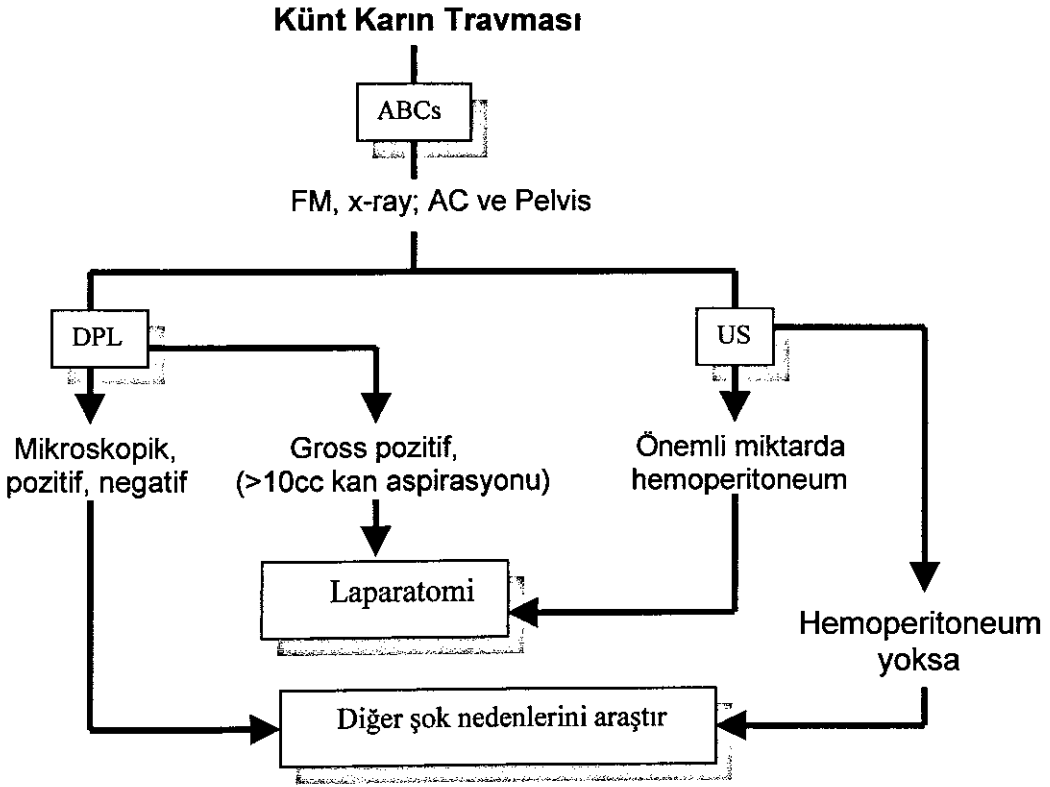 Künt Karın Travması
ABCs
FM, x-ray; AC ve Pelvis
DPL
US
Mikroskopik,
pozitif, negatif
Gross pozitif,
(>10cc kan aspirasyonu)
Önemli miktarda
hemoperitoneum
Laparatomi
Hemoperitoneum
yoksa
Diğer şok nedenlerini araştır